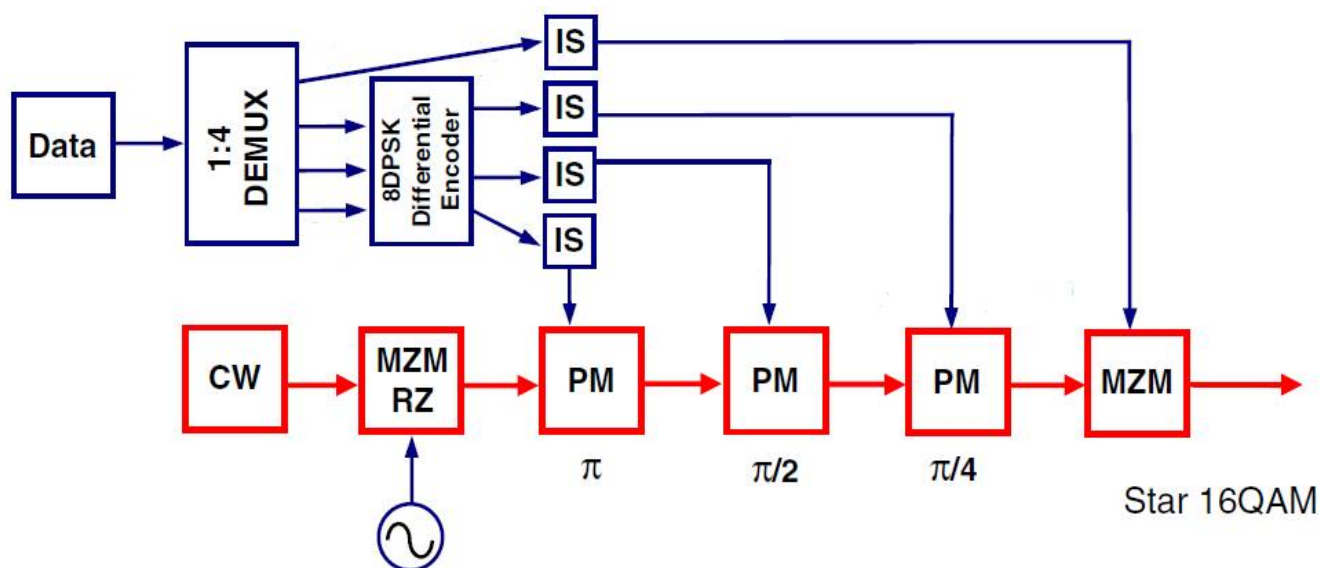 IS
IS
IS
IS
Data
1:4
DEMUX
8DPSK
Differential
Encoder
CW
MZM
RZ
PM
PM
PM
MZM
π
π/2
π/4
Star 16QAM